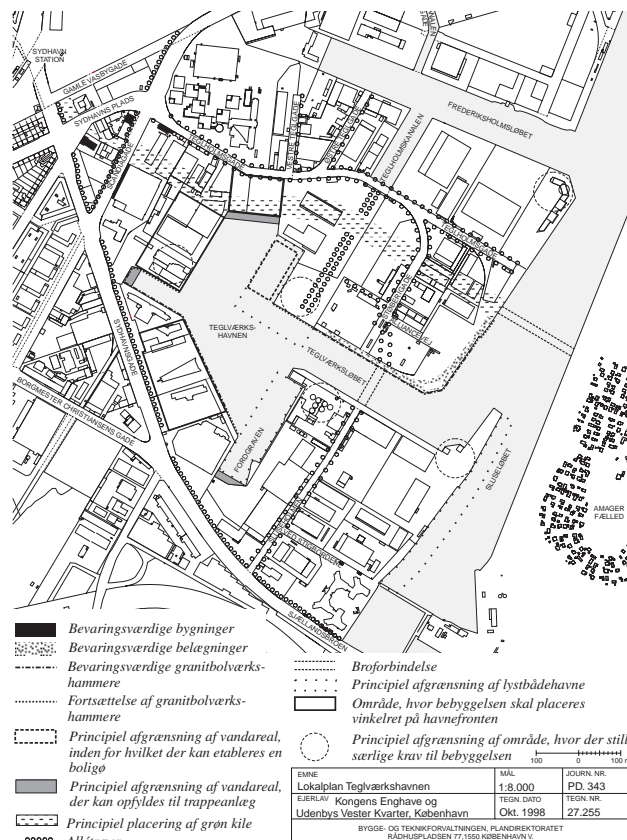 SYDHAVN
STATION
GAMLE VASBYGADE
SYDHAVNS PLADS
FREDERIKSHOLMSLØBET
TEGLHOLMSKANALEN
TEGLVÆRKS-
HAVNEN
TEGLVÆRKSLØBET
SYDHAVNSGADE
BORGMESTER CHRISTIANSENS GADE
FORDGRAVEN
SLUSELØBET
AMAGER
FÆLLED
SJÆLLANDSBROEN
Bevaringsværdige bygninger
Bevaringsværdige belægninger
Bevaringsværdige granitbolværks-
hammere
Fortsættelse af granitbolværks-
hammere
Principiel afgrænsning af vandareal,
inden for hvilket der kan etableres en
boligø
Principiel afgrænsning af vandareal,
der kan opfyldes til trappeanlæg
Principiel placering af grøn kile
Broforbindelse
Principiel afgrænsning af lystbådehavne
Område, hvor bebyggelsen skal placeres
vinkelret på havnefronten
Principiel afgrænsning af område, hvor der still
særlige krav til bebyggelsen
100 0 100
EMNE
Lokalplan Teglværkshavnen
MÅL
1:8.000
JOURN. NR.
PD. 343
EJERLAV Kongens Enghave og
Udenbys Vester Kvarter, København
TEGN. DATO
Okt. 1998
TEGN. NR.
27.255
BYGGE- OG TEKNIKFORVALTNINGEN, PLANDIREKTORATET
RÅDHUSPLADSEN 77,1550 KØBENHAVN V.